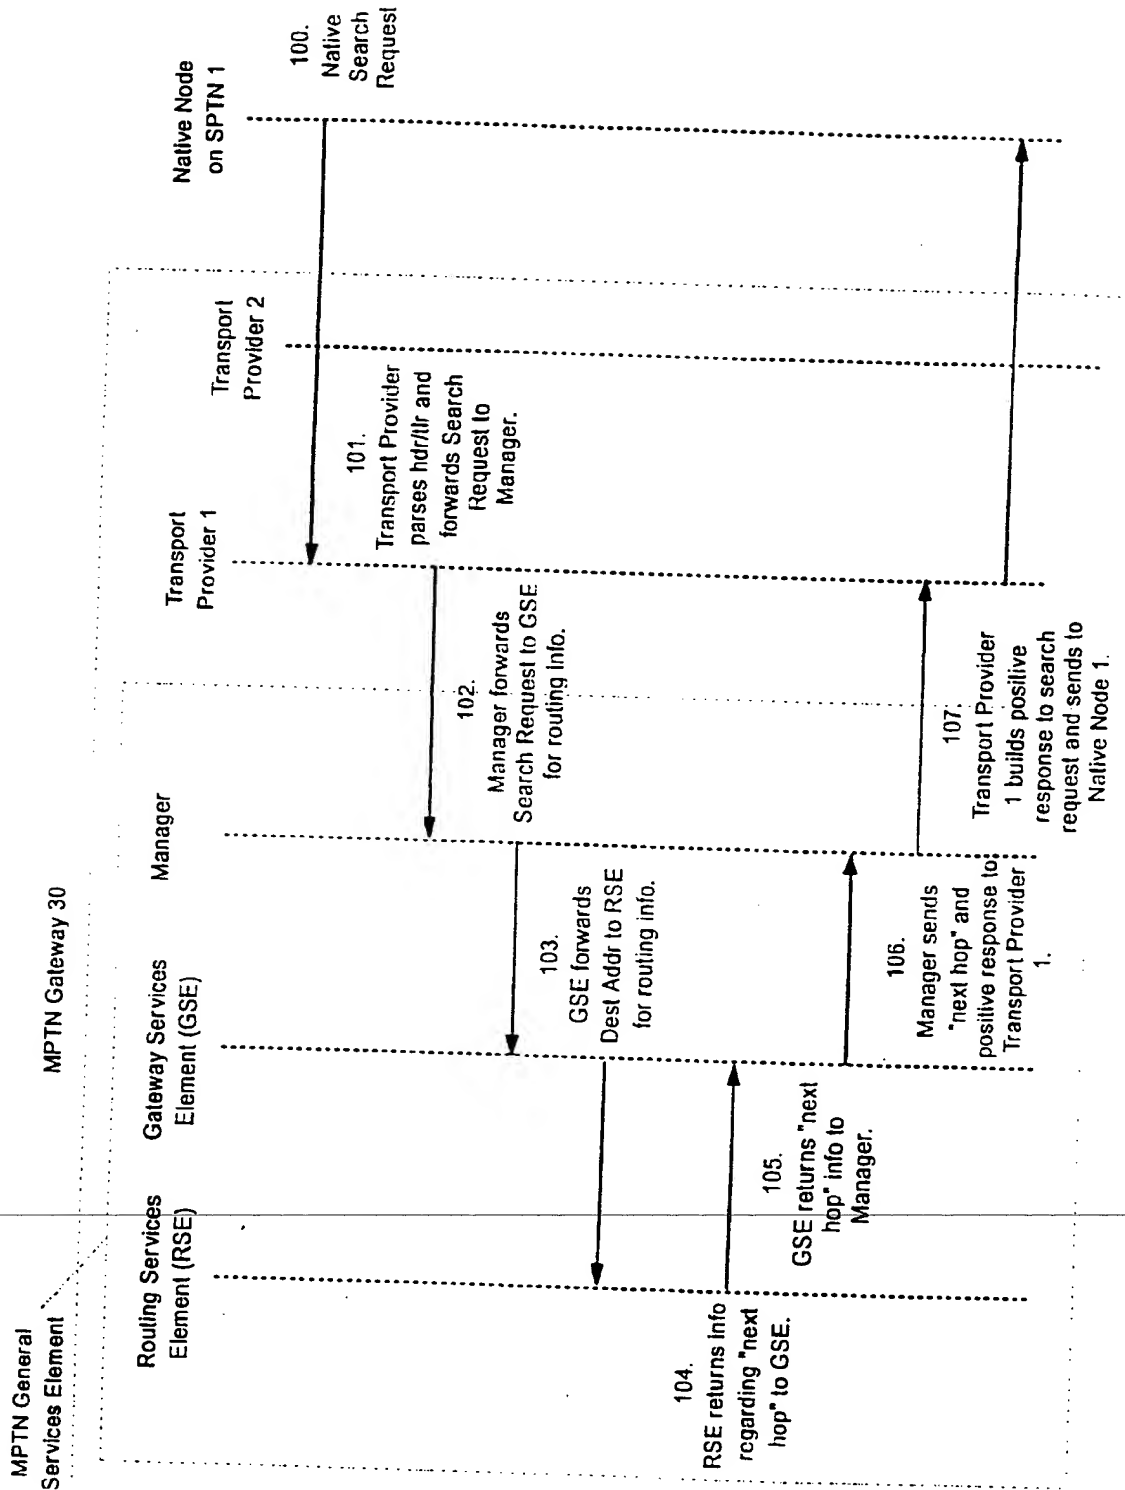 MPTN General
Services Element
MPTN Gateway 30
Routing Services
Element (RSE)
Gateway Services
Element (GSE)
Manager
Transport
Provider 1
Transport
Provider 2
Native Node
on SPTN 1
100.
Native
Search
Request
101.
Transport Provider
parses hdr/tlr and
forwards Search
Request to
Manager.
102.
Manager forwards
Search Request to GSE
for routing info.
103.
GSE forwards
Dest Addr to RSE
for routing info.
104.
RSE returns info
regarding "next
hop" to GSE.
105.
GSE returns "next
hop" info to
Manager.
106.
Manager sends
"next hop" and
positive response to
Transport Provider
1.
107.
Transport Provider
1 builds positive
response to search
request and sends to
Native Node 1.